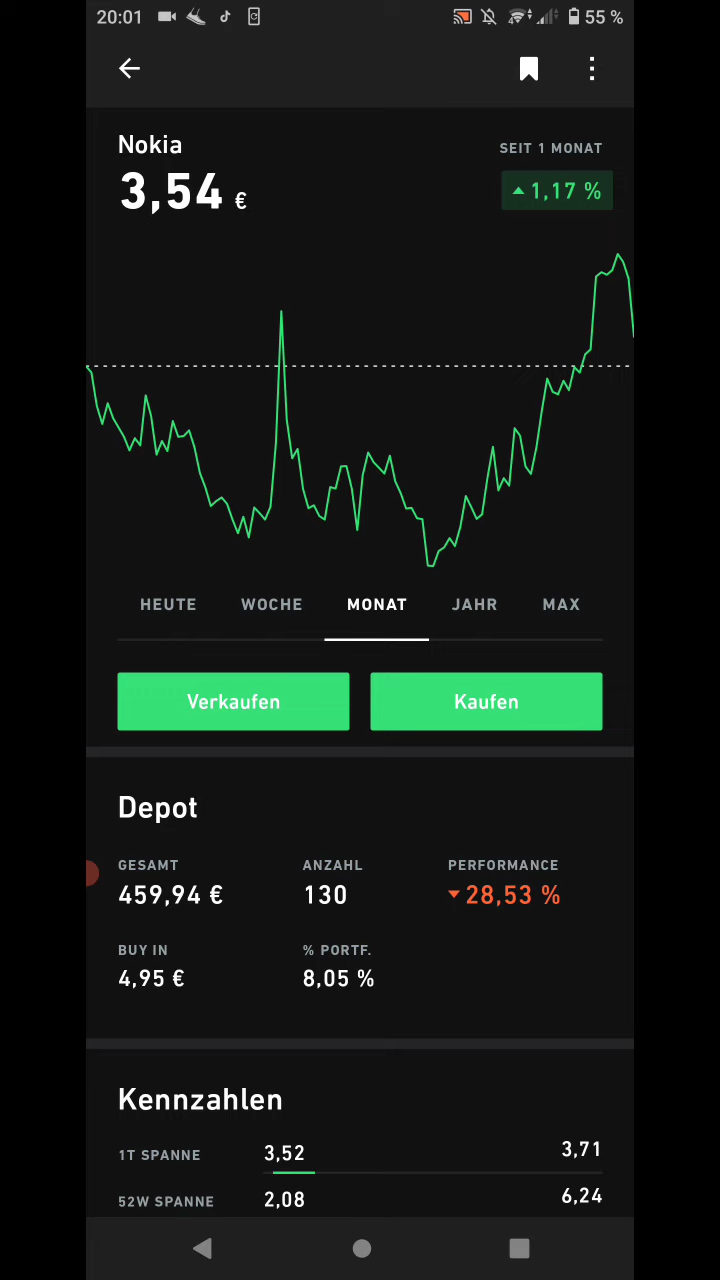 20:01 55 %
Nokia
SEIT 1 MONAT
3,54 €
1,17 %
HEUTE WOCHE MONAT JAHR MAX
Verkaufen Kaufen
Depot
GESAMT ANZAHL PERFORMANCE
459,94 € 130 28,53 %
BUY IN % PORTF.
4,95 € 8,05 %
Kennzahlen
1T SPANNE 3,52 3,71
52W SPANNE 2,08 6,24